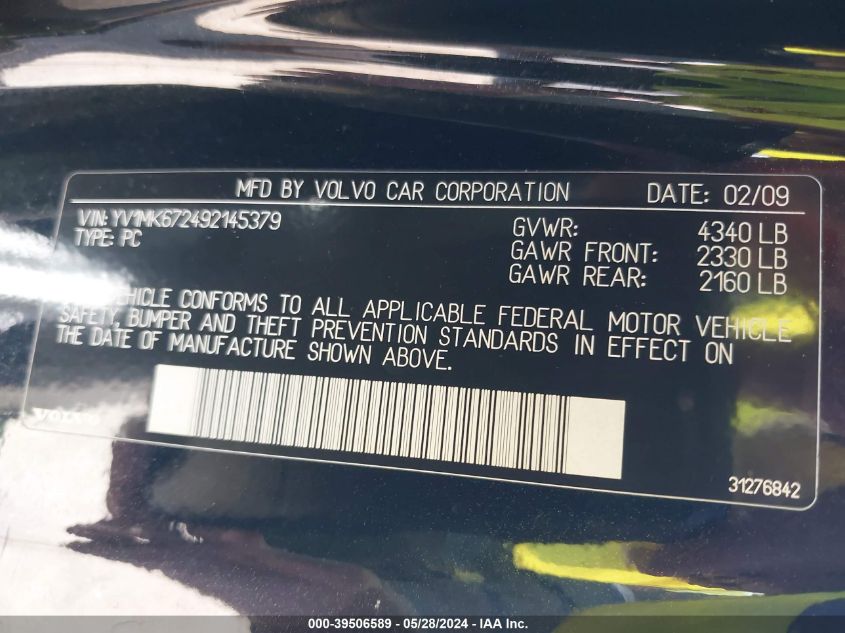 MFD BY VOLVO CAR CORPORATION DATE: 02/09
VIN: YV1MK672492145379
TYPE: PC
GVWR: 4340 LB
GAWR FRONT: 2330 LB
GAWR REAR: 2160 LB
VEHICLE CONFORMS TO ALL APPLICABLE FEDERAL MOTOR VEHICLE
SAFETY, BUMPER AND THEFT PREVENTION STANDARDS IN EFFECT ON
THE DATE OF MANUFACTURE SHOWN ABOVE.
VOLVO
31276842
000-39506589 - 05/28/2024 - IAA Inc.